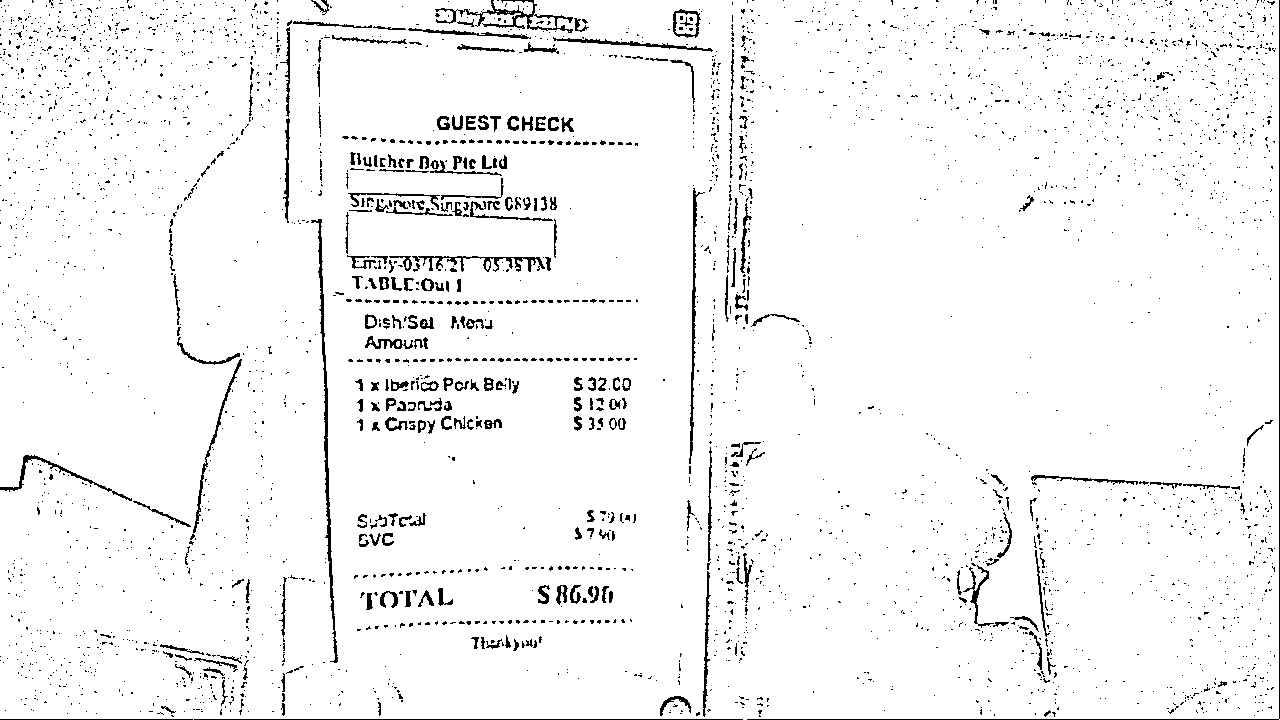 GUEST CHECK
Butcher Boy Pte Ltd
Singapore,Singapore 089138
Emily-03/16/21 05:38 PM
TABLE:Out 1
Dish/Set Menu
Amount
1 x Iberico Pork Belly $ 32.00
1 x Papruda $ 12.00
1 x Crispy Chicken $ 35.00
SubTotal $ 79.00
SVC $ 7.90
TOTAL $ 86.90
Thankyou!